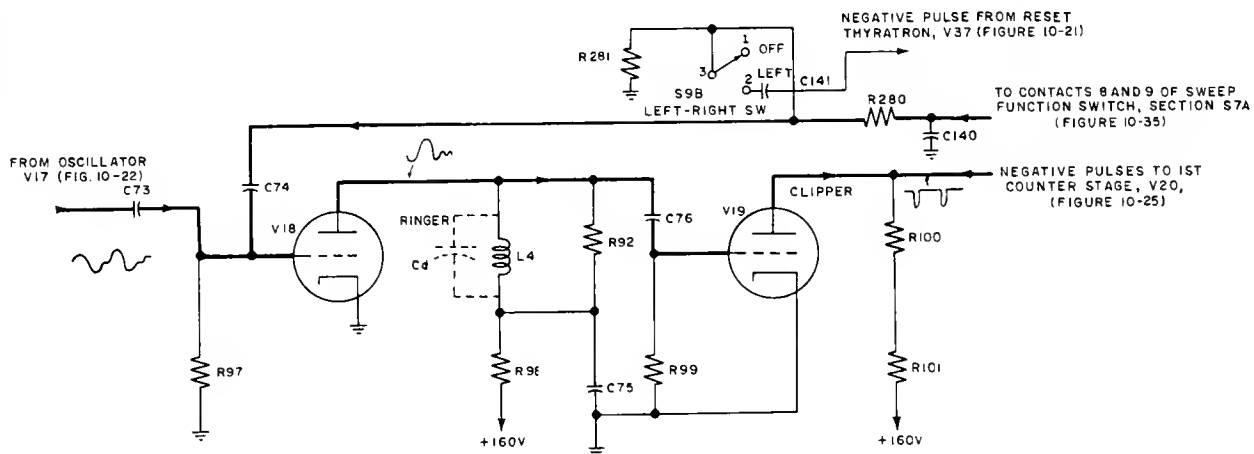 NEGATIVE PULSE FROM RESET
THYRATRON, V37 (FIGURE 10-21)
R281
1
OFF
3
2
LEFT
C141
S9B
LEFT-RIGHT SW
R280
TO CONTACTS 8 AND 9 OF SWEEP
FUNCTION SWITCH, SECTION S7A
(FIGURE 10-35)
C140
FROM OSCILLATOR
V17 (FIG. 10-22)
C73
C74
V18
RINGER
Cd
L4
R92
C76
V19
CLIPPER
NEGATIVE PULSES TO 1ST
COUNTER STAGE, V20,
(FIGURE 10-25)
R100
R97
R98
C75
R99
R101
+160V
+160V